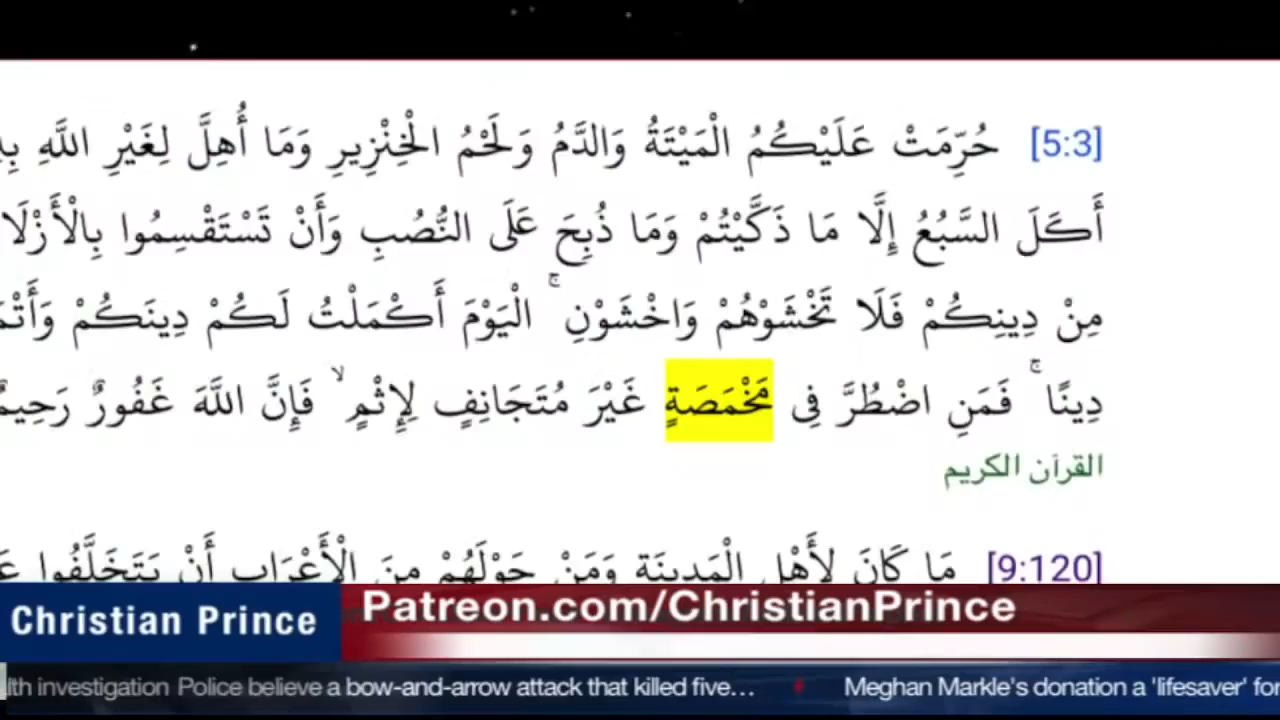 [5:3] حُرِّمَتْ عَلَيْكُمُ الْمَيْتَةُ وَالدَّمُ وَلَحْمُ الْخِنْزِيرِ وَمَا أُهِلَّ لِغَيْرِ اللَّهِ
أَكَلَ السَّبُعُ إِلَّا مَا ذَكَّيْتُمْ وَمَا ذُبِحَ عَلَى النُّصُبِ وَأَنْ تَسْتَقْسِمُوا
مِنْ دِينِكُمْ فَلَا تَخْشَوْهُمْ وَاخْشَوْنِ ۚ الْيَوْمَ أَكْمَلْتُ لَكُمْ دِينَكُمْ
دِينًا ۚ فَمَنِ اضْطُرَّ فِى مَخْمَصَةٍ غَيْرَ مُتَجَانِفٍ لِإِثْمٍ ۙ فَإِنَّ اللَّهَ غَفُورٌ
القرآن الكريم
[9:120] مَا كَانَ لِأَهْلِ الْمَدِينَةِ وَمَنْ حَوْلَهُمْ مِنَ الْأَعْرَابِ أَنْ يَتَخَلَّفُوا
Christian Prince
Patreon.com/ChristianPrince
investigation Police believe a bow-and-arrow attack that killed five... Meghan Markle's donation a 'lifesaver'